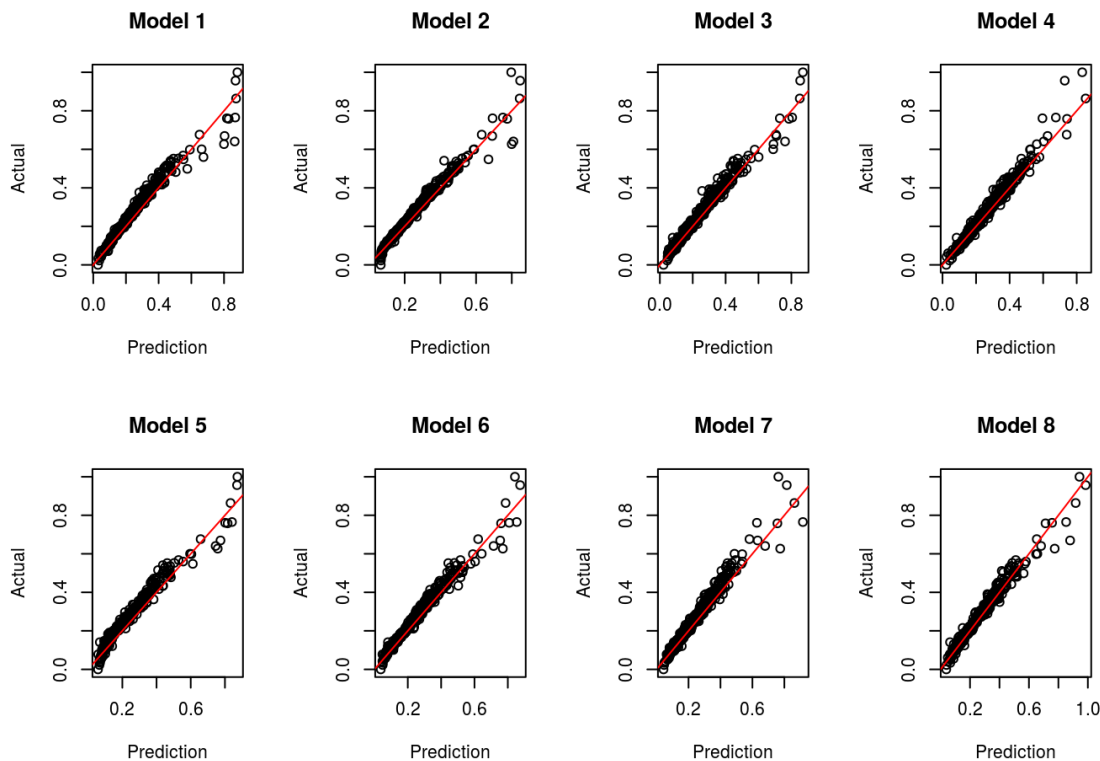 Model 1
Model 2
Model 3
Model 4
Actual
0.0 0.4 0.8
Actual
0.0 0.4 0.8
Actual
0.0 0.4 0.8
Actual
0.0 0.4 0.8
0.0 0.4 0.8
0.2 0.6
0.0 0.4 0.8
0.0 0.4 0.8
Prediction
Prediction
Prediction
Prediction
Model 5
Model 6
Model 7
Model 8
Actual
0.0 0.4 0.8
Actual
0.0 0.4 0.8
Actual
0.0 0.4 0.8
Actual
0.0 0.4 0.8
0.2 0.6
0.2 0.6
0.2 0.6
0.2 0.6 1.0
Prediction
Prediction
Prediction
Prediction